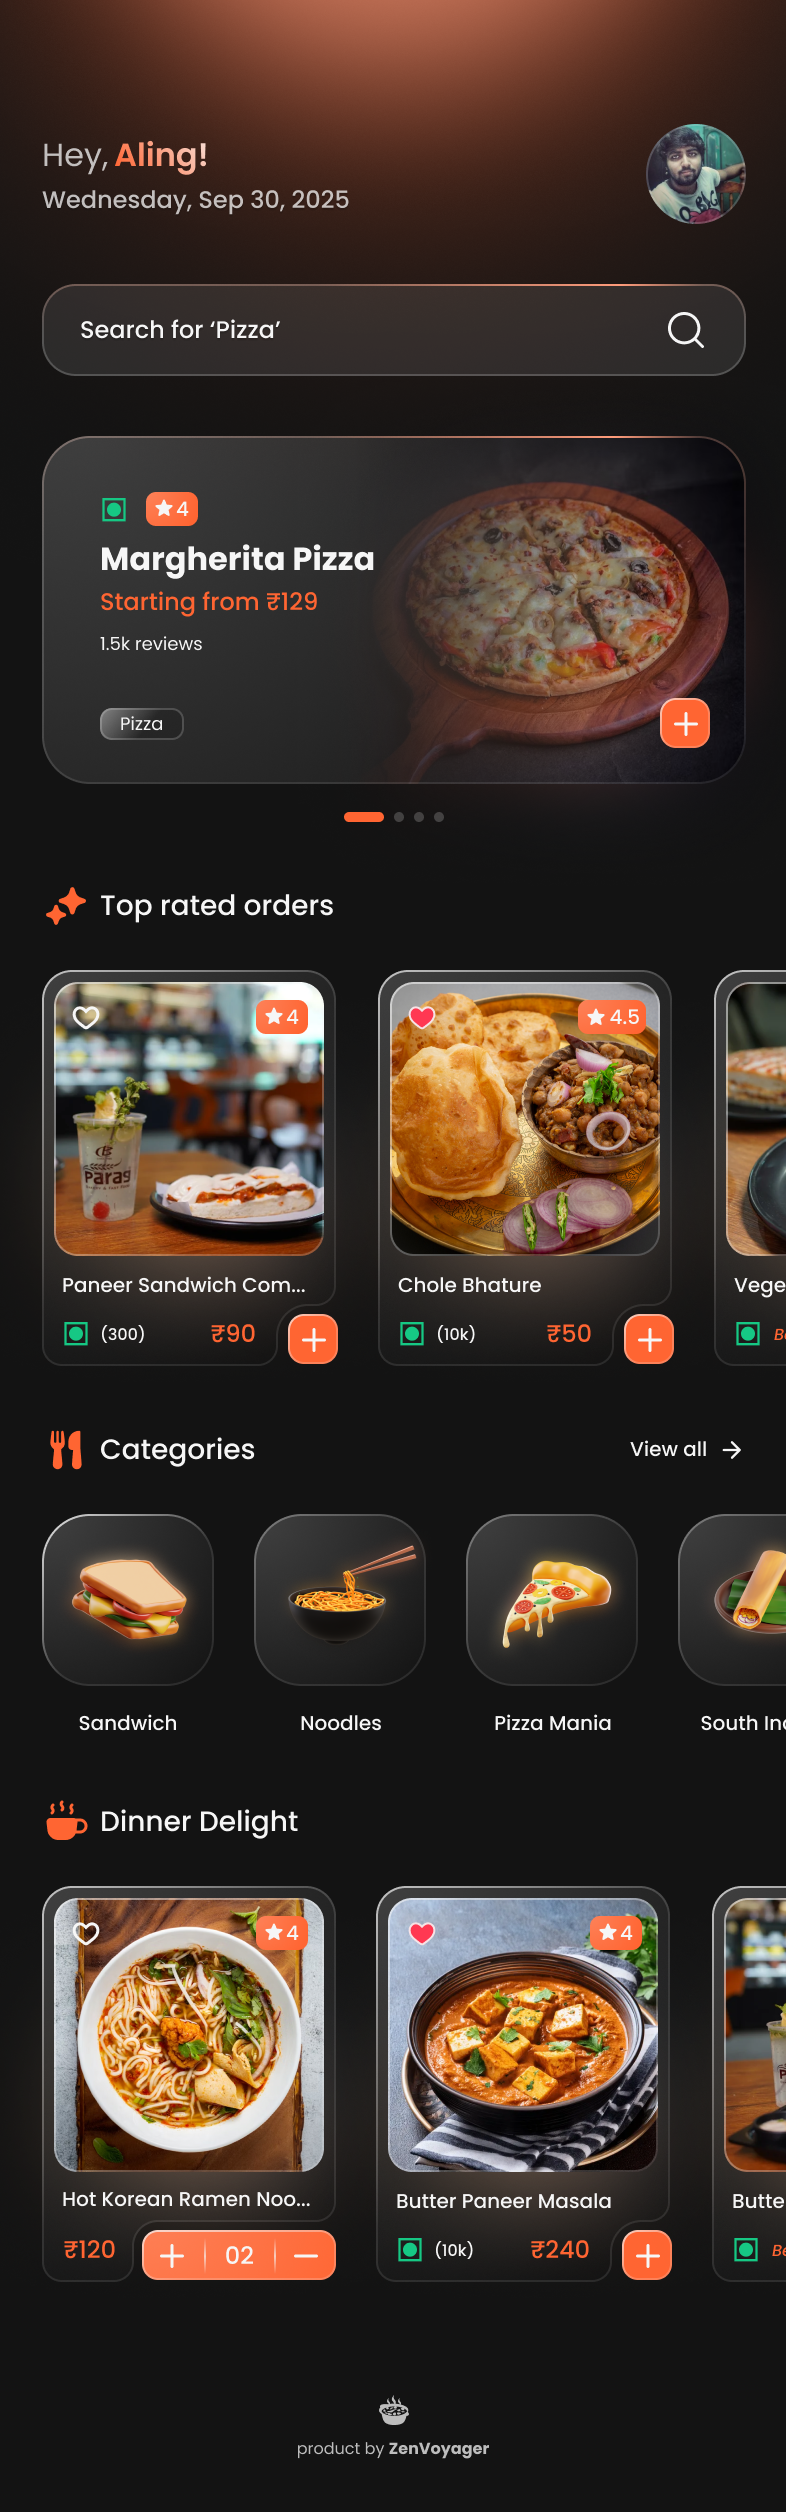 Hey, Aling!
Wednesday, Sep 30, 2025
Search for ‘Pizza’
4
Margherita Pizza
Starting from ₹129
1.5k reviews
Pizza
Top rated orders
4
4.5
Parag
Paneer Sandwich Com...
Chole Bhature
Vege
(300) ₹90
(10k) ₹50
Be
Categories
View all
Sandwich
Noodles
Pizza Mania
South Ind
Dinner Delight
4
4
Hot Korean Ramen Noo...
Butter Paneer Masala
Butte
₹120
02
(10k) ₹240
Be
product by ZenVoyager